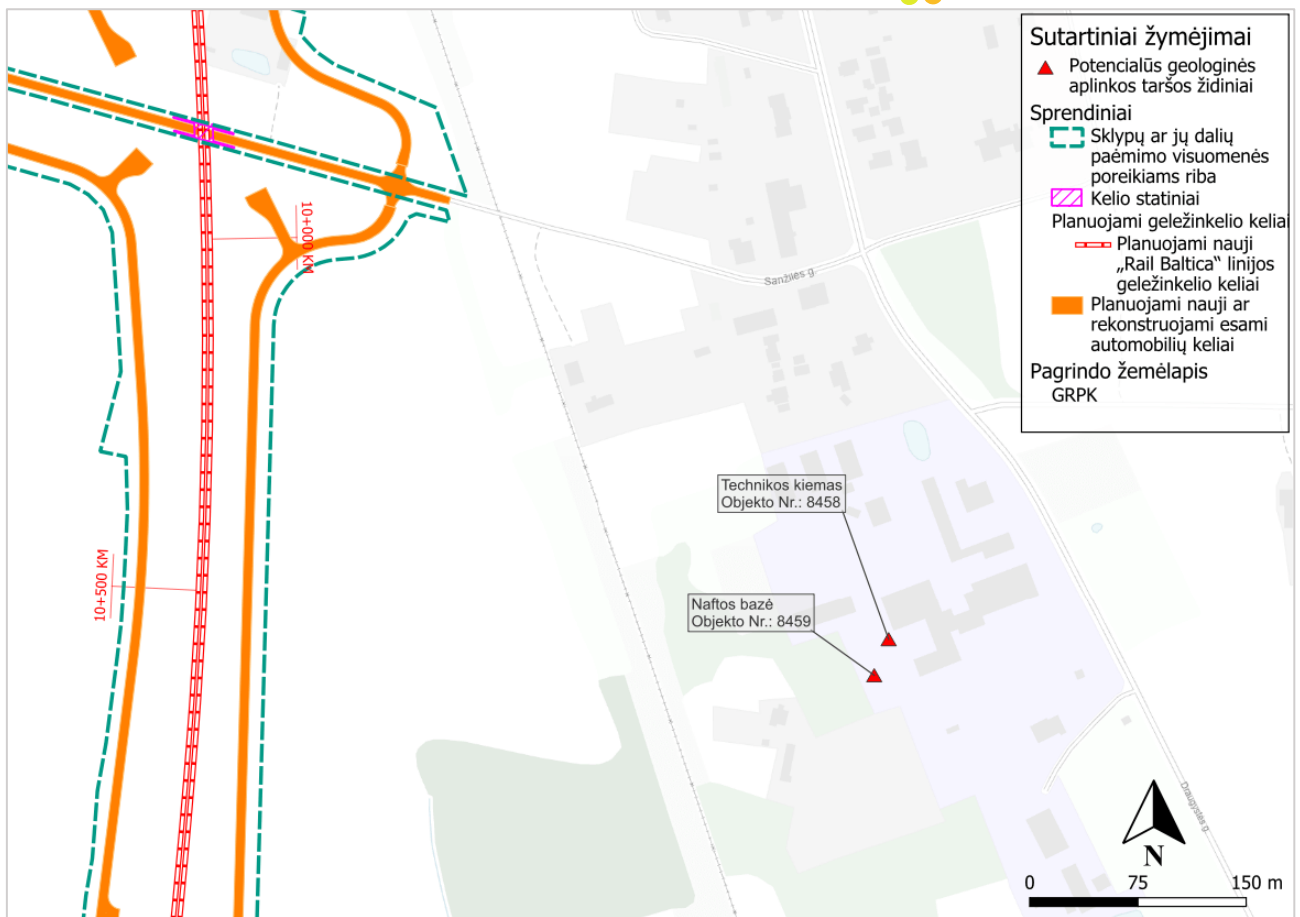 Sutartiniai žymėjimai
Potencialūs geologinės
aplinkos taršos židiniai
Sprendiniai
Sklypų ar jų dalių
paėmimo visuomenės
poreikiams riba
Kelio statiniai
Planuojami geležinkelio keliai
Planuojami nauji
„Rail Baltica“ linijos
geležinkelio keliai
Planuojami nauji ar
rekonstruojami esami
automobilių keliai
Pagrindo žemėlapis
GRPK
10+000 KM
Sanžilės g.
Technikos kiemas
Objekto Nr.: 8458
10+500 KM
Naftos bazė
Objekto Nr.: 8459
Draugystės g.
N
0 75 150 m